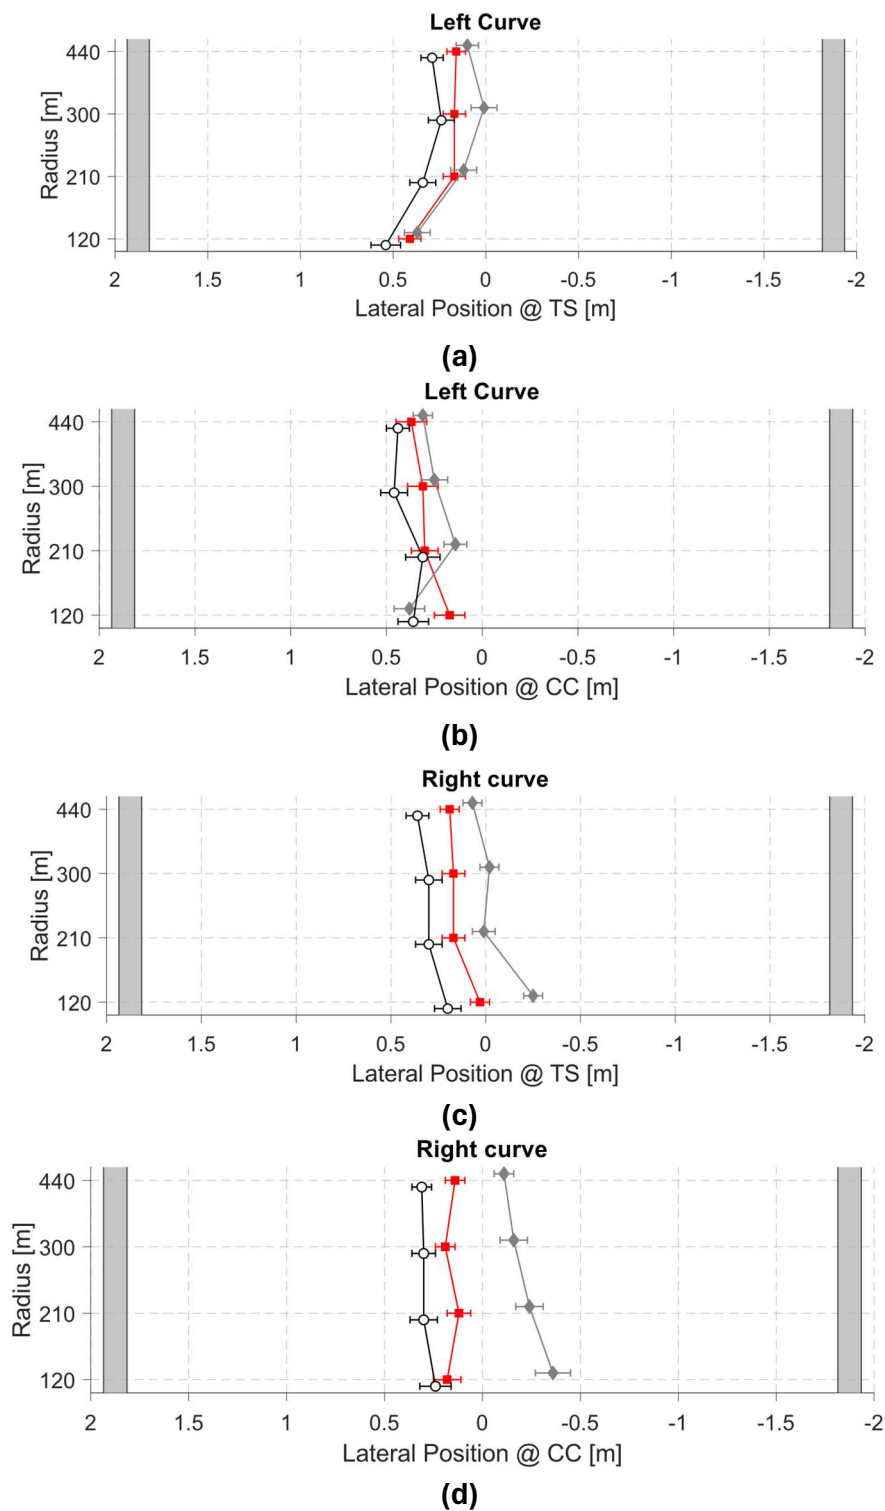 Left Curve
440
300
210
120
Radius [m]
2 1.5 1 0.5 0 -0.5 -1 -1.5 -2
Lateral Position @ TS [m]
(a)
Left Curve
440
300
210
120
Radius [m]
2 1.5 1 0.5 0 -0.5 -1 -1.5 -2
Lateral Position @ CC [m]
(b)
Right curve
440
300
210
120
Radius [m]
2 1.5 1 0.5 0 -0.5 -1 -1.5 -2
Lateral Position @ TS [m]
(c)
Right curve
440
300
210
120
Radius [m]
2 1.5 1 0.5 0 -0.5 -1 -1.5 -2
Lateral Position @ CC [m]
(d)